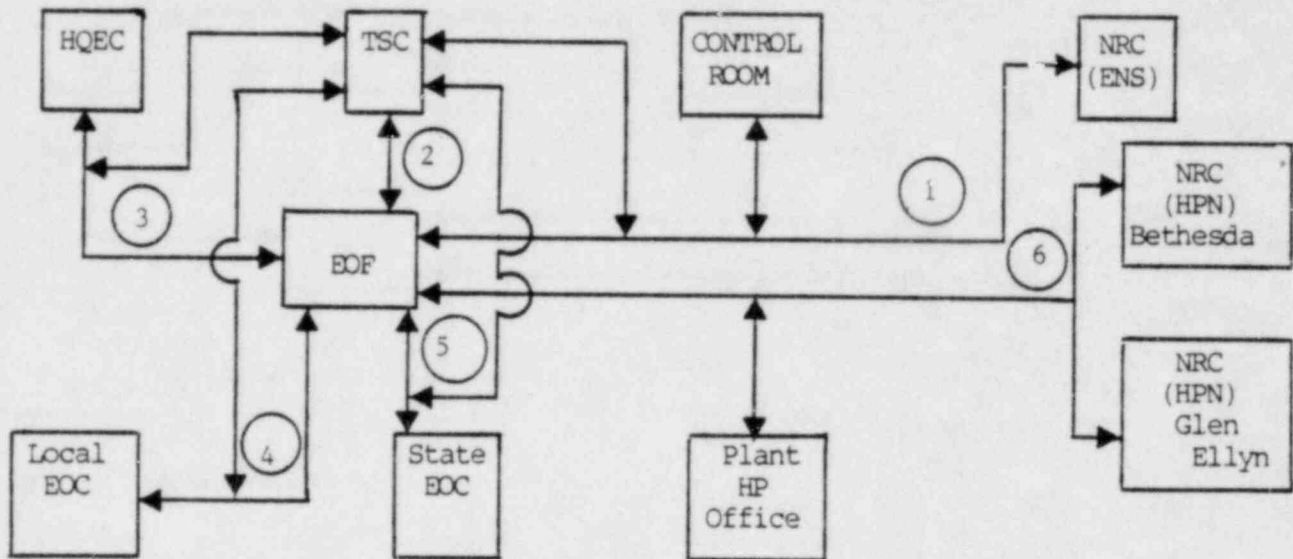 HQEC
TSC
CONTROL
ROOM
NRC
(ENS)
2
1
NRC
(HPN)
Bethesda
3
EOF
6
5
Local
EOC
4
State
EOC
Plant
HP
Office
NRC
(HPN)
Glen
Ellyn